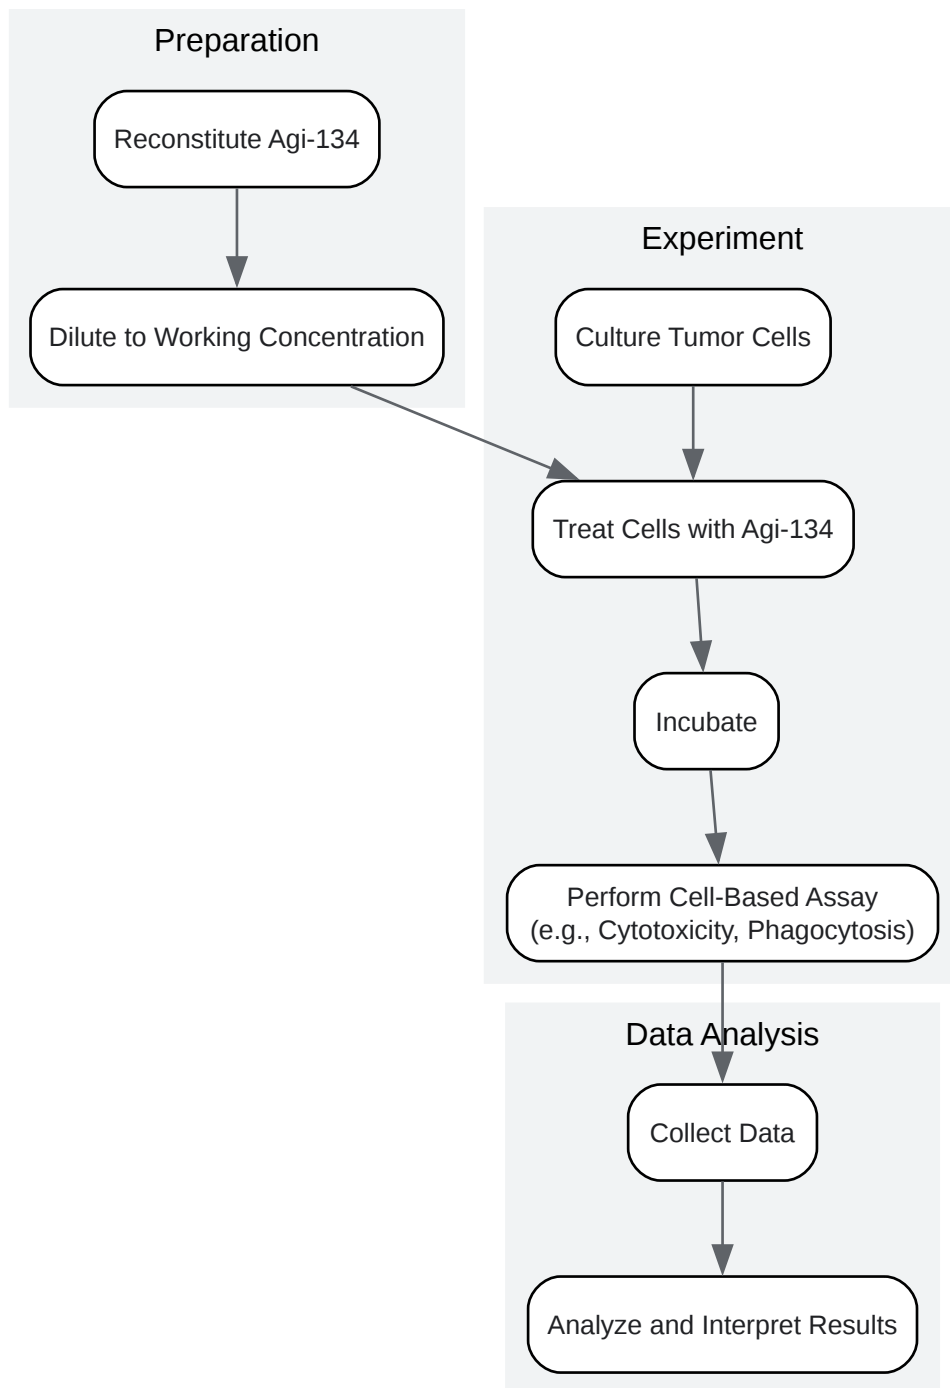 Preparation
Reconstitute Agi-134
Dilute to Working Concentration
Experiment
Culture Tumor Cells
Treat Cells with Agi-134
Incubate
Perform Cell-Based Assay
(e.g., Cytotoxicity, Phagocytosis)
Data Analysis
Collect Data
Analyze and Interpret Results